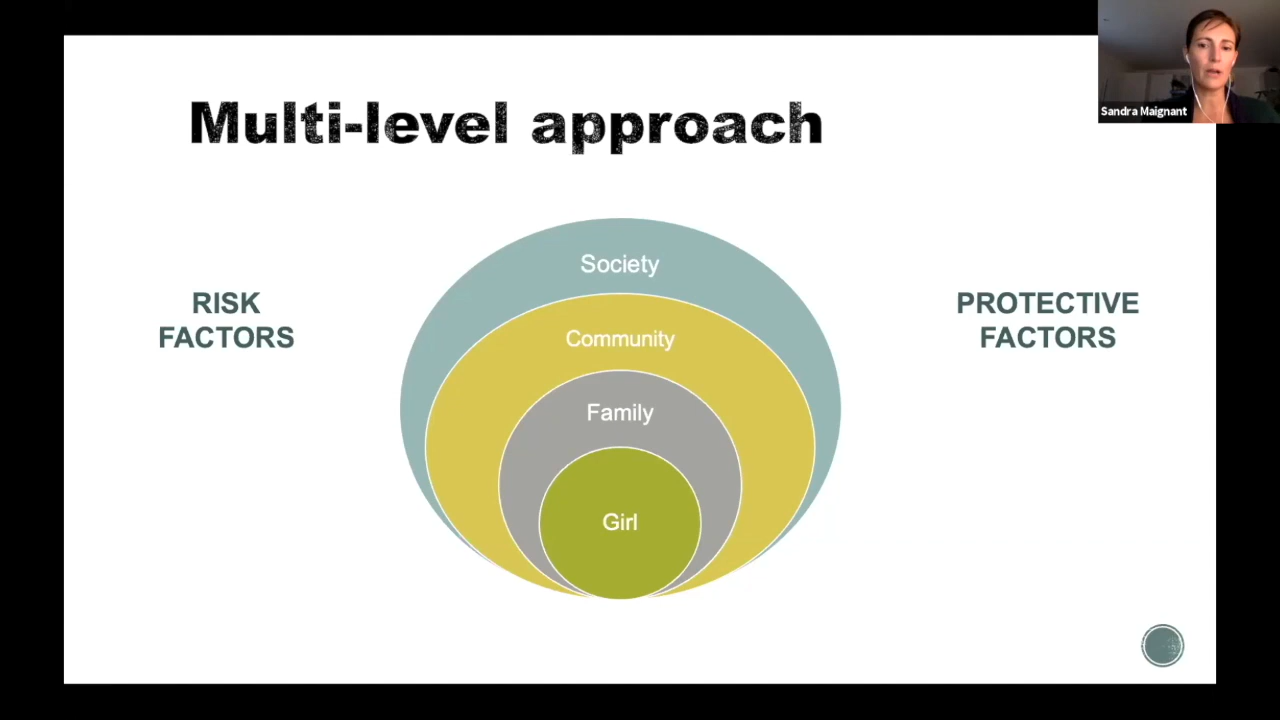 Multi-level approach
Sandra Maignant
Society
RISK
FACTORS
PROTECTIVE
FACTORS
Community
Family
Girl